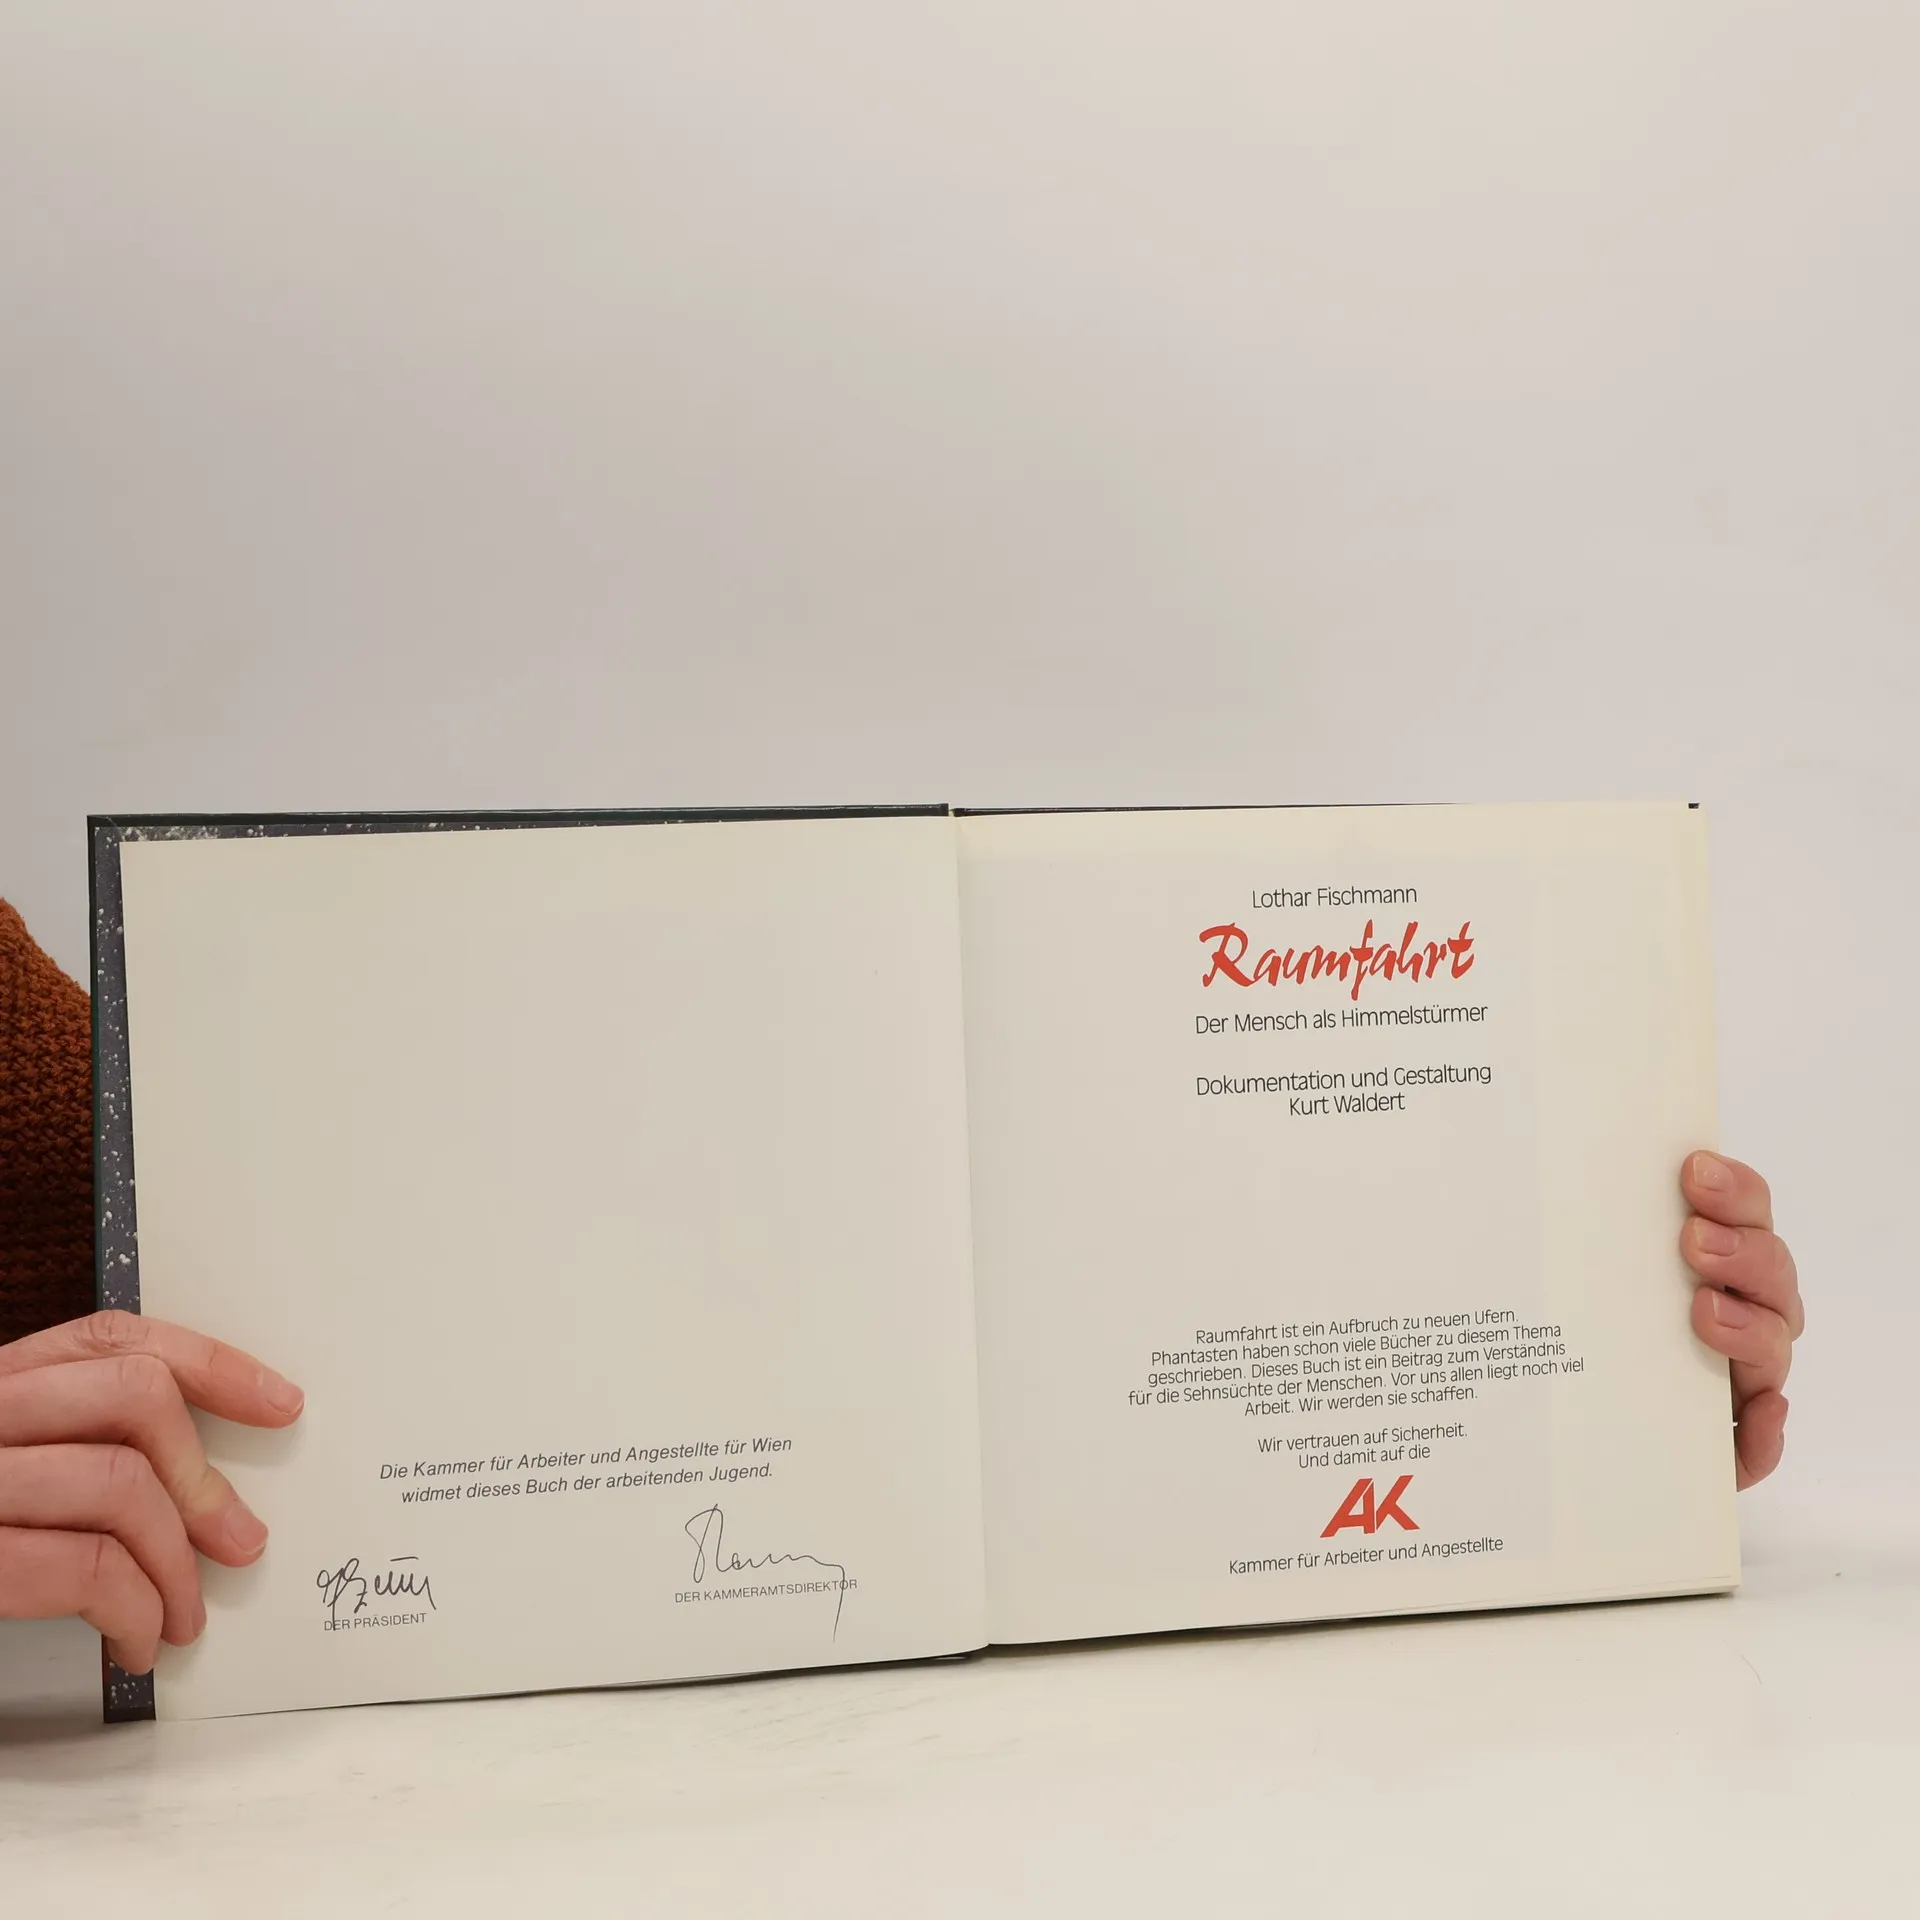 Die Kammer für Arbeiter und Angestellte für Wien
widmet dieses Buch der arbeitenden Jugend.
DER PRÄSIDENT
DER KAMMERAMTSDIREKTOR
Lothar Fischmann
Raumfahrt
Der Mensch als Himmelstürmer
Dokumentation und Gestaltung
Kurt Waldert
Raumfahrt ist ein Aufbruch zu neuen Ufern.
Phantasten haben schon viele Bücher zu diesem Thema
geschrieben. Dieses Buch ist ein Beitrag zum Verständnis
für die Sehnsüchte der Menschen. Vor uns allen liegt noch viel
Arbeit. Wir werden sie schaffen.
Wir vertrauen auf Sicherheit.
Und damit auf die
AK
Kammer für Arbeiter und Angestellte